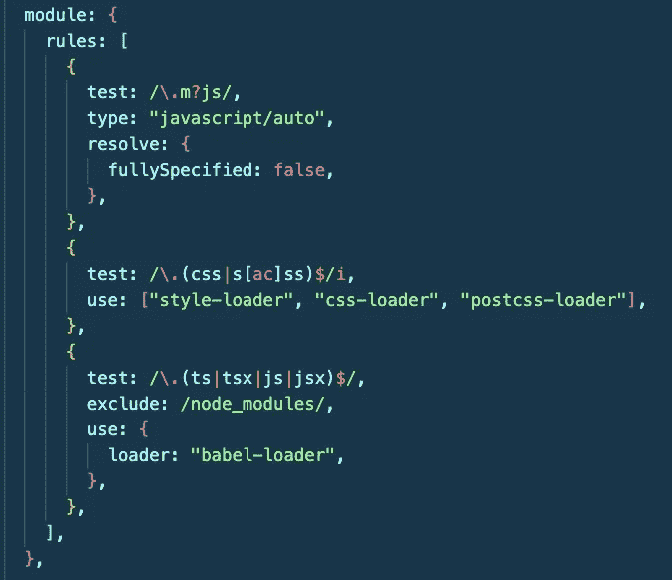 module: {
  rules: [
    {
      test: /\.m?js/,
      type: "javascript/auto",
      resolve: {
        fullySpecified: false,
      },
    },
    {
      test: /\.(css|s[ac]ss)$/i,
      use: ["style-loader", "css-loader", "postcss-loader"],
    },
    {
      test: /\.(ts|tsx|js|jsx)$/,
      exclude: /node_modules/,
      use: {
        loader: "babel-loader",
      },
    },
  ],
},